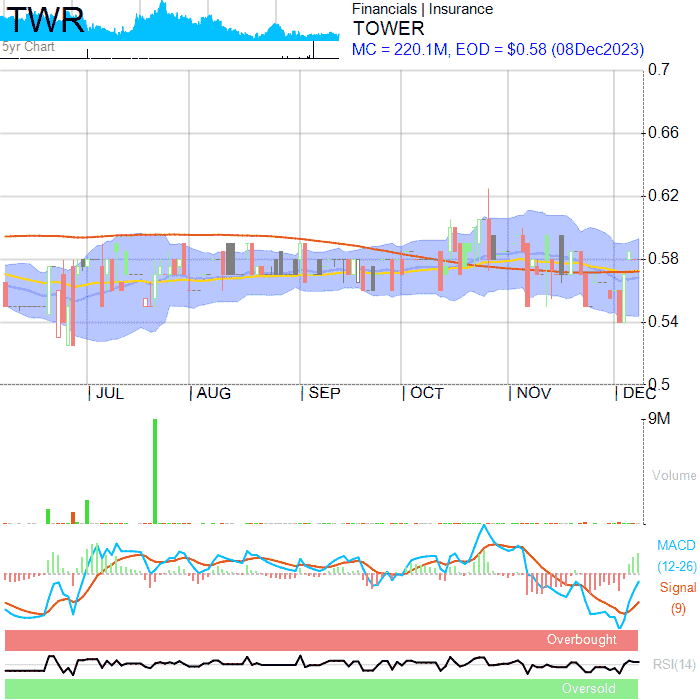 TWR
5yr Chart
Financials | Insurance
TOWER
MC = 220.1M, EOD = $0.58 (08Dec2023)
0.7
0.66
0.62
0.58
0.54
0.5
JUL AUG SEP OCT NOV DEC
9M
Volume
MACD
(12-26)
Signal
(9)
Overbought
RSI(14)
Oversold